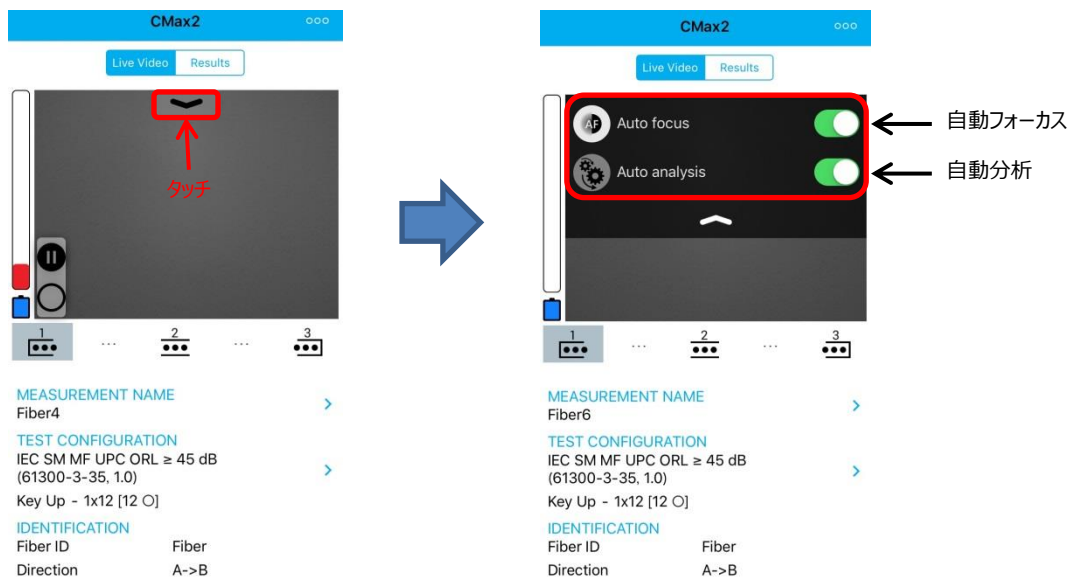 CMax2
Live Video Results
タッチ
1 ... 2 ... 3
MEASUREMENT NAME
Fiber4
TEST CONFIGURATION
IEC SM MF UPC ORL ≥ 45 dB
(61300-3-35, 1.0)
Key Up - 1x12 [12 O]
IDENTIFICATION
Fiber ID Fiber
Direction A->B
CMax2
Live Video Results
AF Auto focus
自動フォーカス
Auto analysis
自動分析
1 ... 2 ... 3
MEASUREMENT NAME
Fiber6
TEST CONFIGURATION
IEC SM MF UPC ORL ≥ 45 dB
(61300-3-35, 1.0)
Key Up - 1x12 [12 O]
IDENTIFICATION
Fiber ID Fiber
Direction A->B